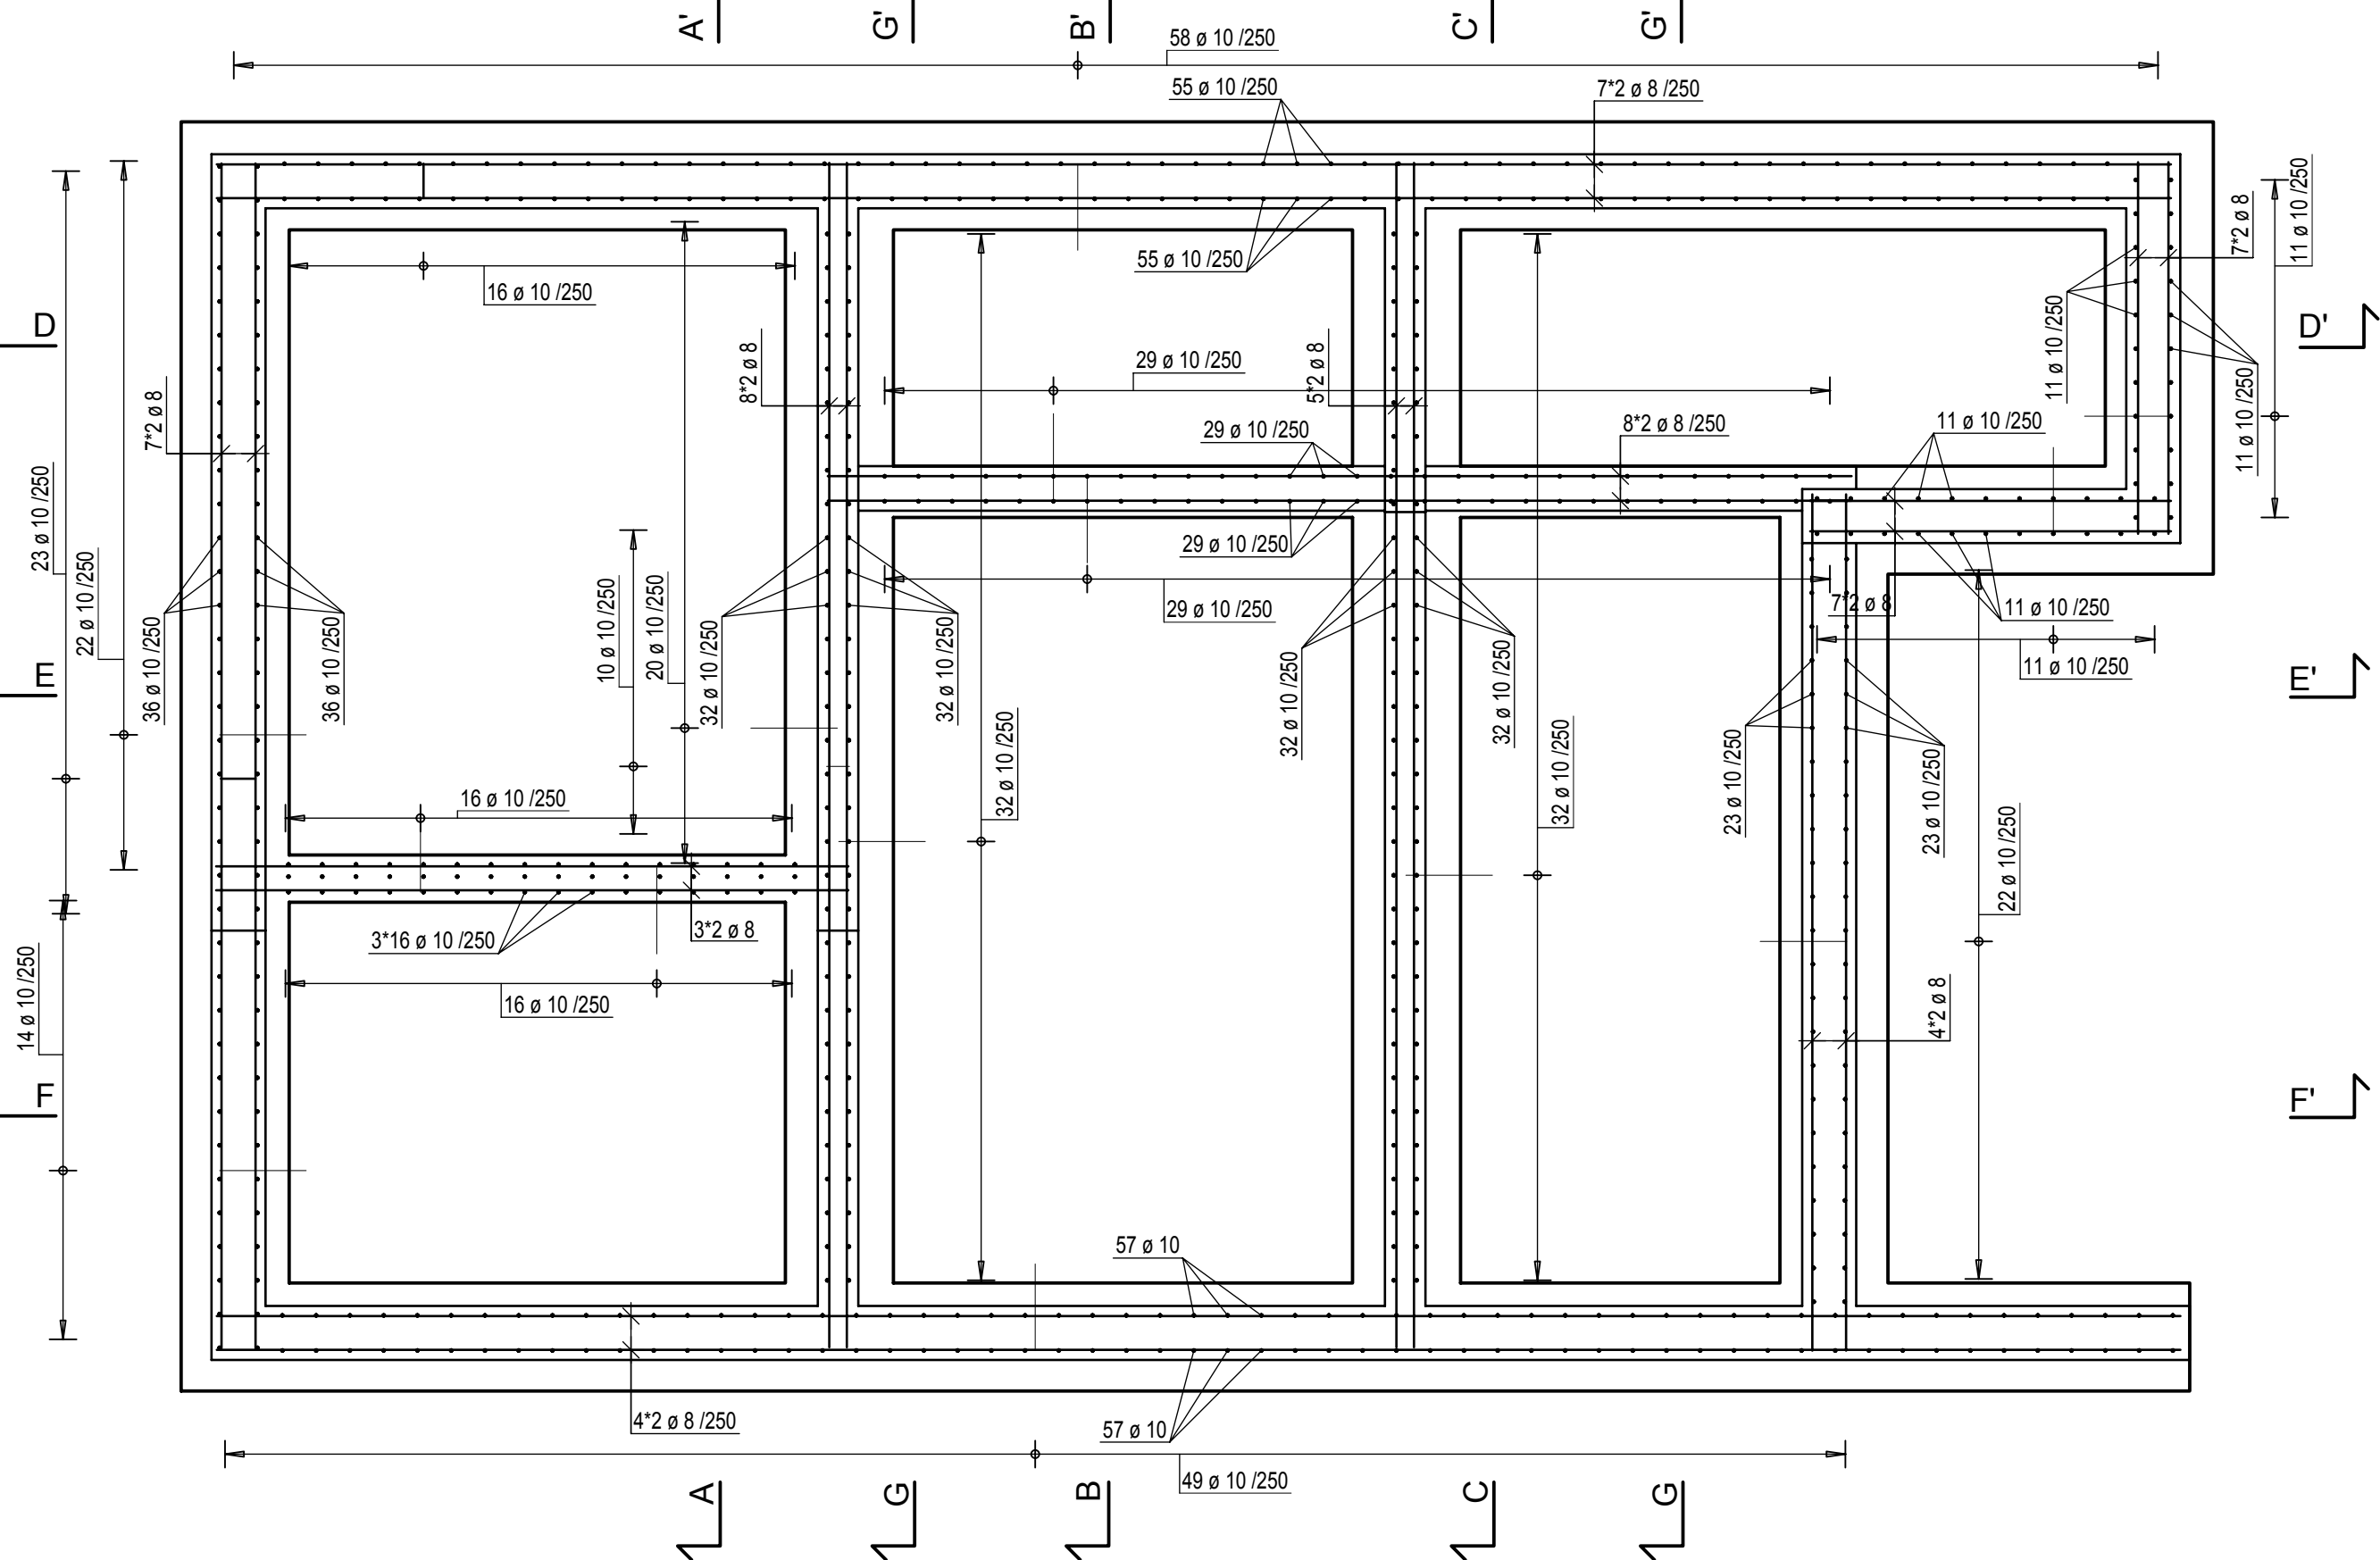 A'
G'
B'
C'
G'
58 ø 10 /250
55 ø 10 /250
7*2 ø 8 /250
7*2 ø 8
11 ø 10 /250
16 ø 10 /250
55 ø 10 /250
11 ø 10 /250
11 ø 10 /250
D
D'
7*2 ø 8
8*2 ø 8
29 ø 10 /250
5*2 ø 8
29 ø 10 /250
8*2 ø 8 /250
11 ø 10 /250
23 ø 10 /250
22 ø 10 /250
29 ø 10 /250
36 ø 10 /250
36 ø 10 /250
10 ø 10 /250
20 ø 10 /250
32 ø 10 /250
32 ø 10 /250
29 ø 10 /250
32 ø 10 /250
32 ø 10 /250
7*2 ø 8
11 ø 10 /250
11 ø 10 /250
E
E'
32 ø 10 /250
32 ø 10 /250
23 ø 10 /250
23 ø 10 /250
16 ø 10 /250
22 ø 10 /250
3*16 ø 10 /250
3*2 ø 8
14 ø 10 /250
16 ø 10 /250
4*2 ø 8
F
F'
57 ø 10
4*2 ø 8 /250
57 ø 10
49 ø 10 /250
A
G
B
C
G